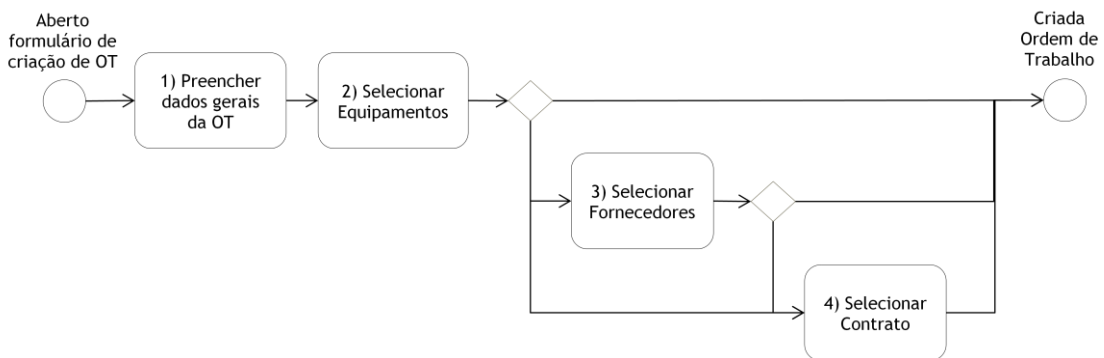 Aberto
formulário de
criação de OT
1) Preencher
dados gerais
da OT
2) Selecionar
Equipamentos
Criada
Ordem de
Trabalho
3) Selecionar
Fornecedores
4) Selecionar
Contrato